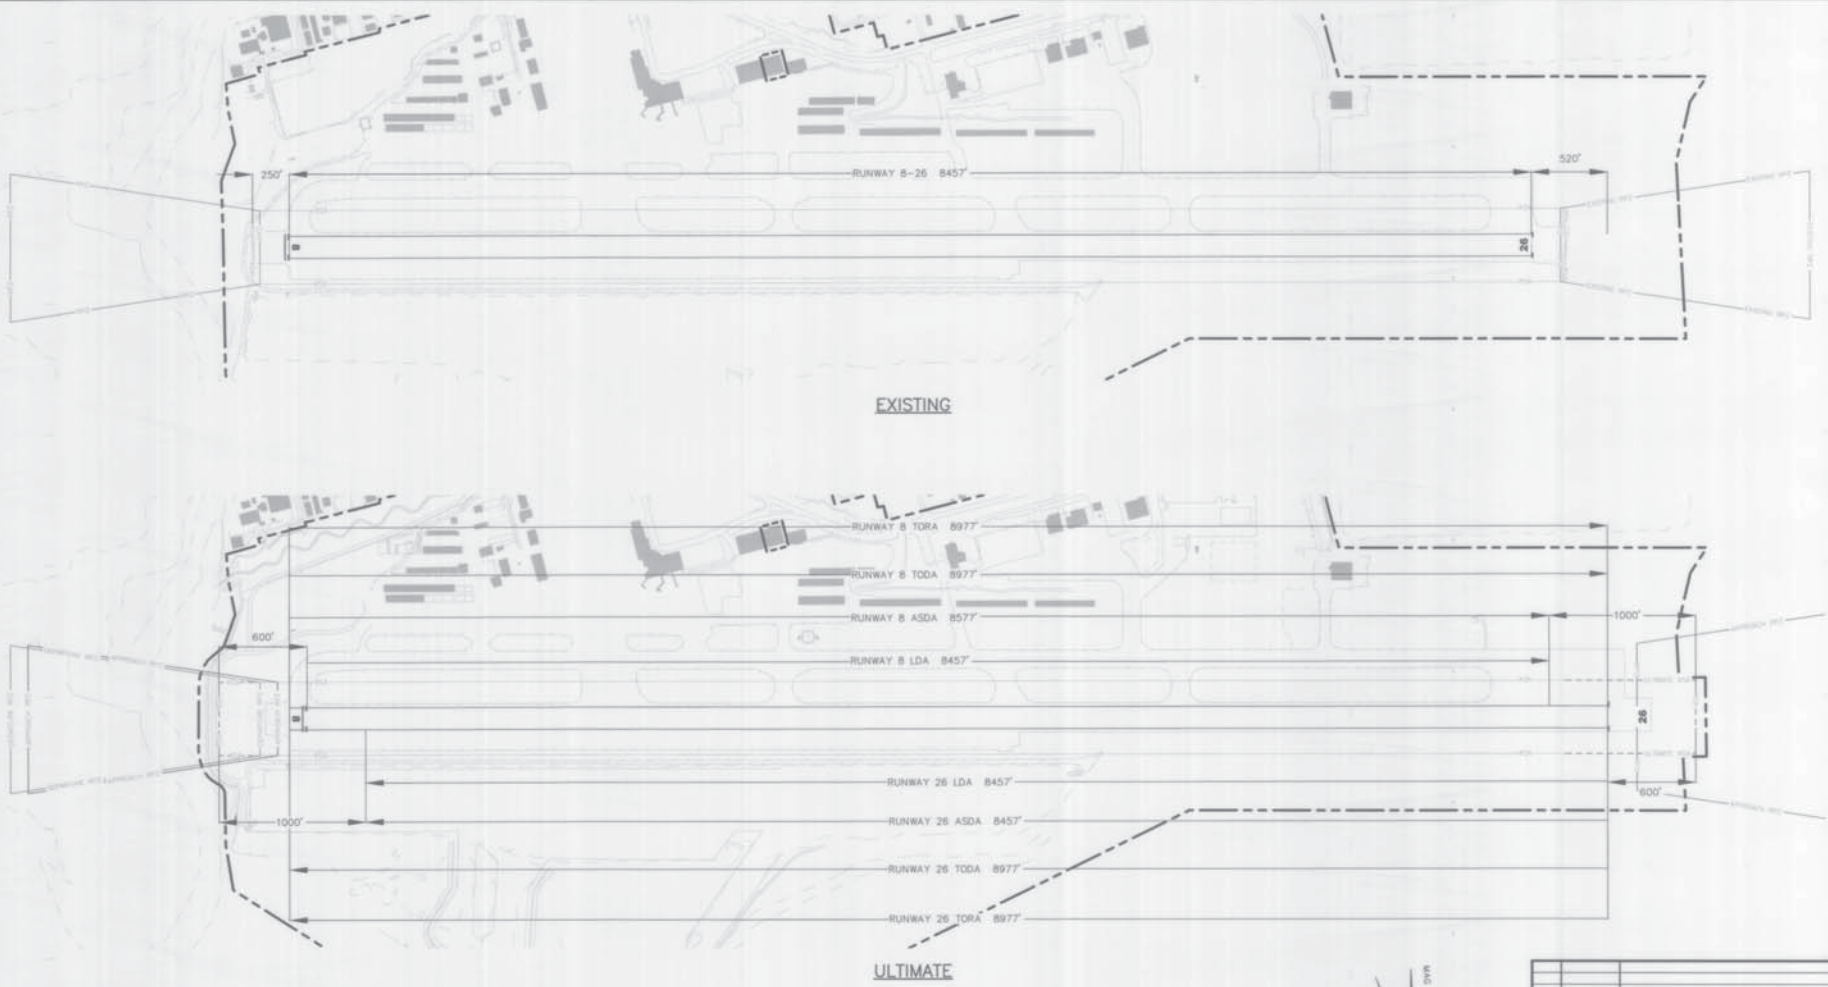 520'
250'
RUNWAY 8-26 8457'
8
26
EXISTING
RUNWAY 8 TORA 8977'
RUNWAY 8 TODA 8977'
RUNWAY 8 ASDA 8577'
1000'
600'
RUNWAY 8 LDA 8457'
8
26
RUNWAY 26 LDA 8457'
600'
1000'
RUNWAY 26 ASDA 8457'
RUNWAY 26 TODA 8977'
RUNWAY 26 TORA 8977'
ULTIMATE
MAG